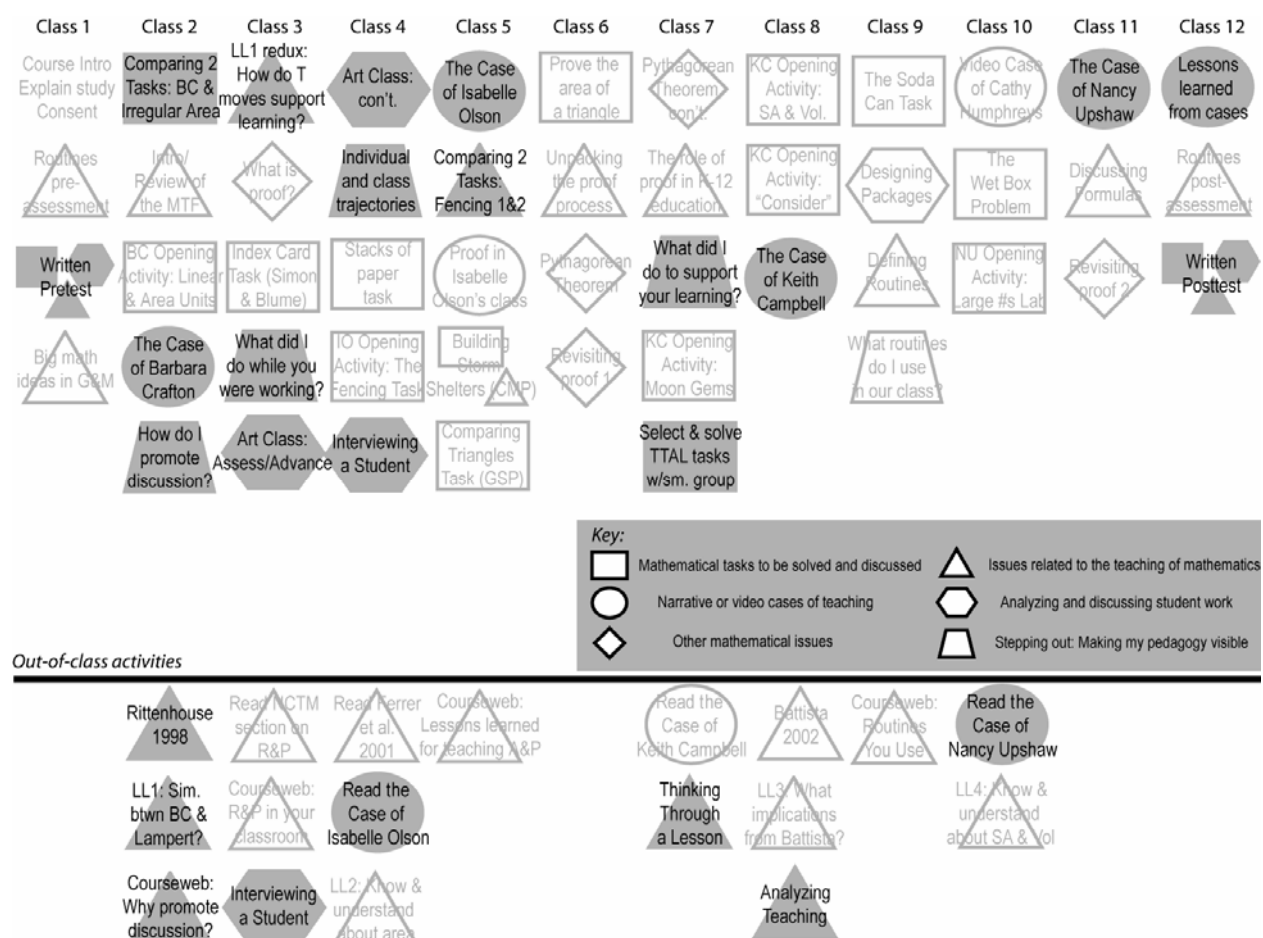 Class 1
Class 2
Class 3
Class 4
Class 5
Class 6
Class 7
Class 8
Class 9
Class 10
Class 11
Class 12
Course Intro
Explain study
Consent
Comparing 2
Tasks: BC &
Irregular Area
LL1 redux:
How do T
moves support
learning?
Art Class:
con't.
The Case
of Isabelle
Olson
Prove the
area of
a triangle
Pythagorean
Theorem
con't.
KC Opening
Activity:
SA & Vol.
The Soda
Can Task
Video Case
of Cathy
Humphreys
The Case
of Nancy
Upshaw
Lessons
learned
from cases
Routines
pre-
assessment
Intro/
Review of
the MTF
What is
proof?
Individual
and class
trajectories
Comparing 2
Tasks:
Fencing 1&2
Unpacking
the proof
process
The role of
proof in K-12
education
KC Opening
Activity:
"Consider"
Designing
Packages
The
Wet Box
Problem
Discussing
Formulas
Routines
post-
assessment
Written
Pretest
BC Opening
Activity: Linear
& Area Units
Index Card
Task (Simon
& Blume)
Stacks of
paper
task
Proof in
Isabelle
Olson's class
Pythagorean
Theorem
What did I
do to support
your learning?
The Case
of Keith
Campbell
Defining
Routines
NU Opening
Activity:
Large #s Lab
Revisiting
proof 2
Written
Posttest
Big math
ideas in G&M
The Case
of Barbara
Crafton
What did I
do while you
were working?
IO Opening
Activity: The
Fencing Task
Building
Storm
Shelters (CMP)
Revisiting
proof 1
KC Opening
Activity:
Moon Gems
What routines
do I use
in our class?
How do I
promote
discussion?
Art Class:
Assess/Advance
Interviewing
a Student
Comparing
Triangles
Task (GSP)
Select & solve
TTAL tasks
w/sm. group
Key:
Mathematical tasks to be solved and discussed
Issues related to the teaching of mathematics
Narrative or video cases of teaching
Analyzing and discussing student work
Other mathematical issues
Stepping out: Making my pedagogy visible
Out-of-class activities
Rittenhouse
1998
Read NCTM
section on
R&P
Read Ferrer
et al.
2001
Courseweb:
Lessons learned
for teaching A&P
Read the
Case of
Keith Campbell
Battista
2002
Courseweb:
Routines
You Use
Read the
Case of
Nancy Upshaw
LL1: Sim.
btwn BC &
Lampert?
Courseweb:
R&P in your
classroom
Read the
Case of
Isabelle Olson
Thinking
Through
a Lesson
LL3: What
implications
from Battista?
LL4: Know &
understand
about SA & Vol
Courseweb:
Why promote
discussion?
Interviewing
a Student
LL2: Know &
understand
about area
Analyzing
Teaching